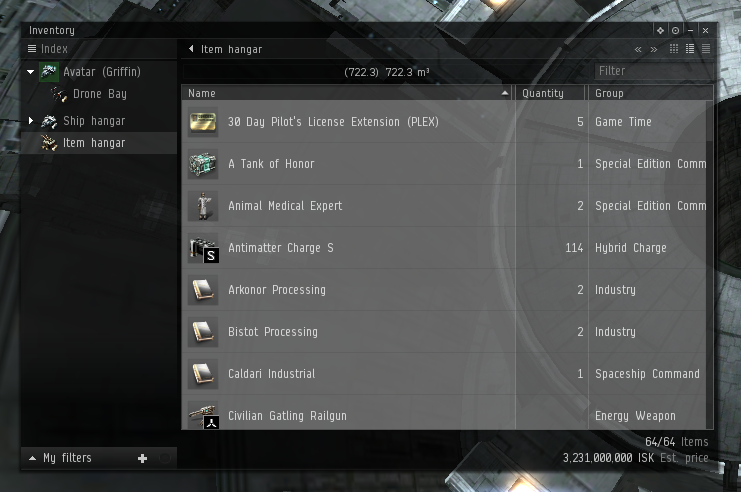 Inventory
Index
Item hangar
Avatar (Griffin)
Drone Bay
Ship hangar
Item hangar
(722.3) 722.3 m³
Filter
Name Quantity Group
30 Day Pilot's License Extension (PLEX) 5 Game Time
A Tank of Honor 1 Special Edition Comm
Animal Medical Expert 2 Special Edition Comm
Antimatter Charge S 114 Hybrid Charge
S
Arkonor Processing 2 Industry
Bistot Processing 2 Industry
Caldari Industrial 1 Spaceship Command
Civilian Gatling Railgun Energy Weapon
64/64 Items
My filters
3,231,000,000 ISK Est. price